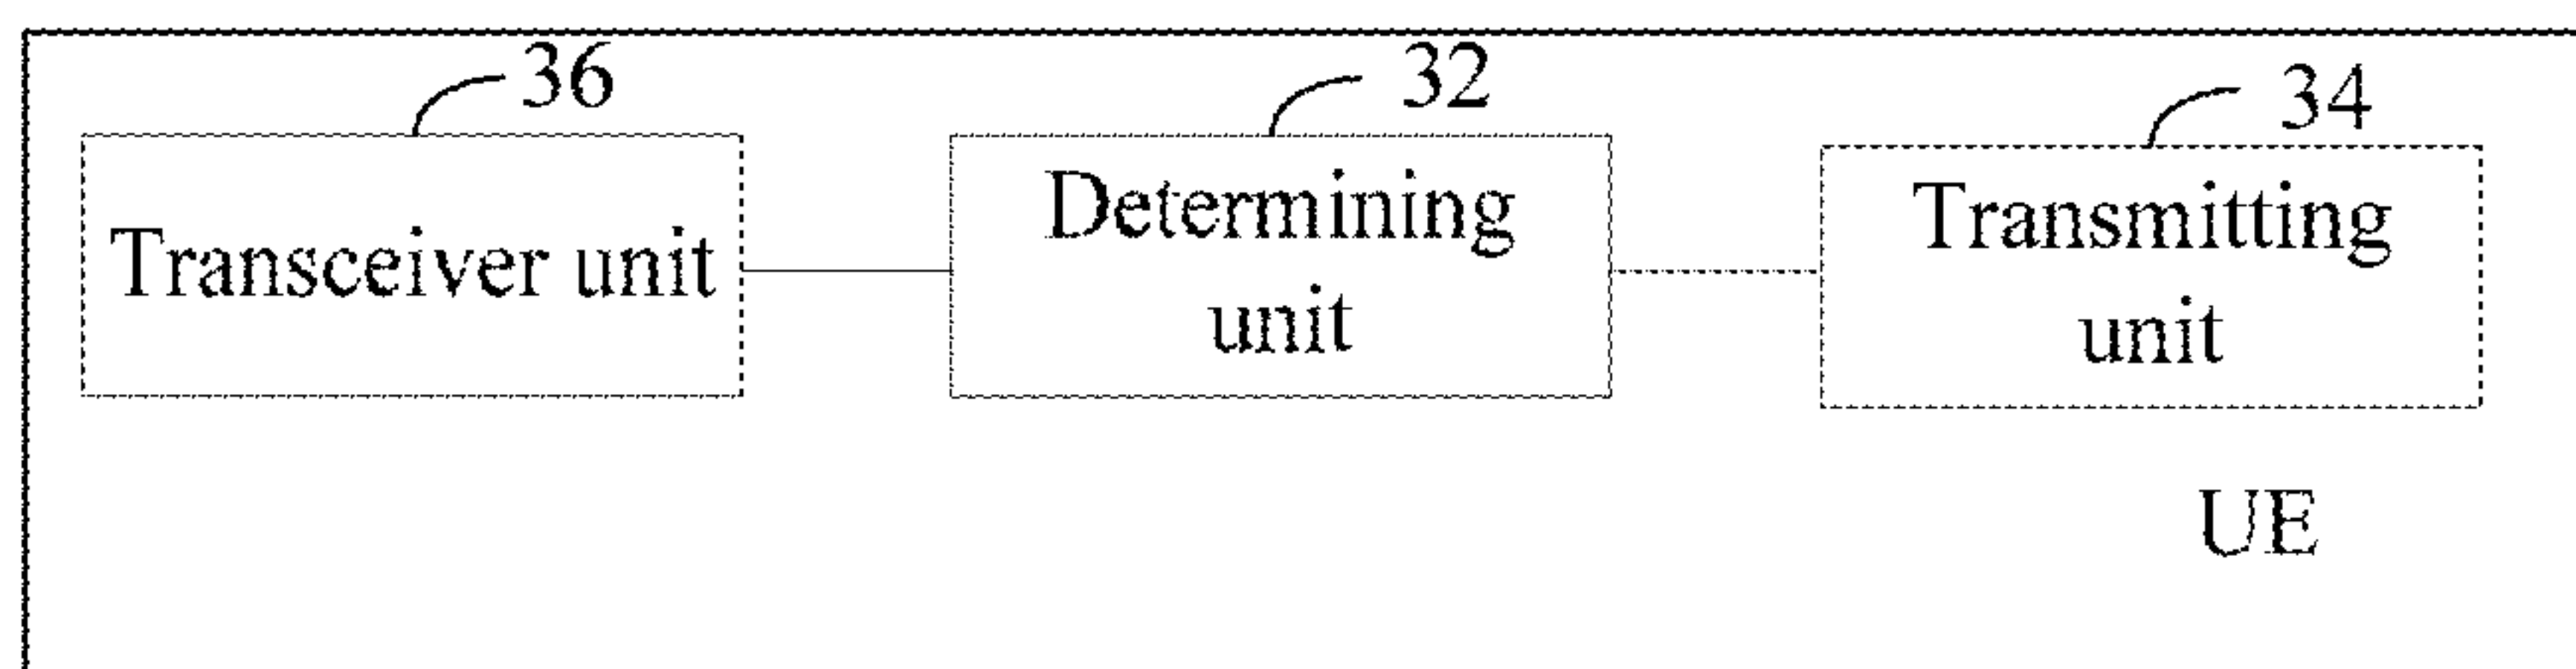 36
32
34
Transceiver unit
Determining
unit
Transmitting
unit
UE